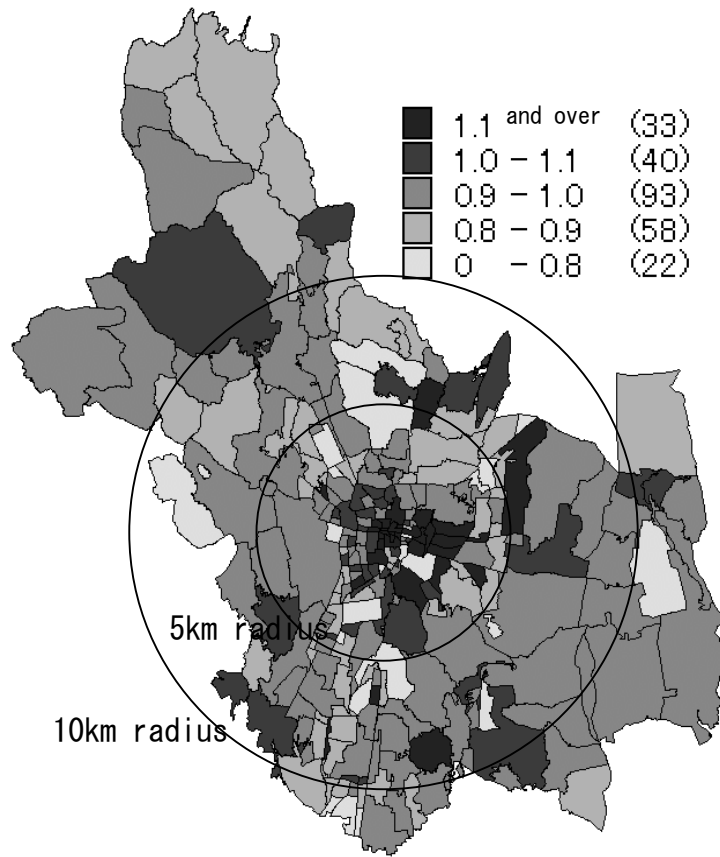 1.1 and over (33)
1.0 - 1.1 (40)
0.9 - 1.0 (93)
0.8 - 0.9 (58)
0 - 0.8 (22)
5km radius
10km radius